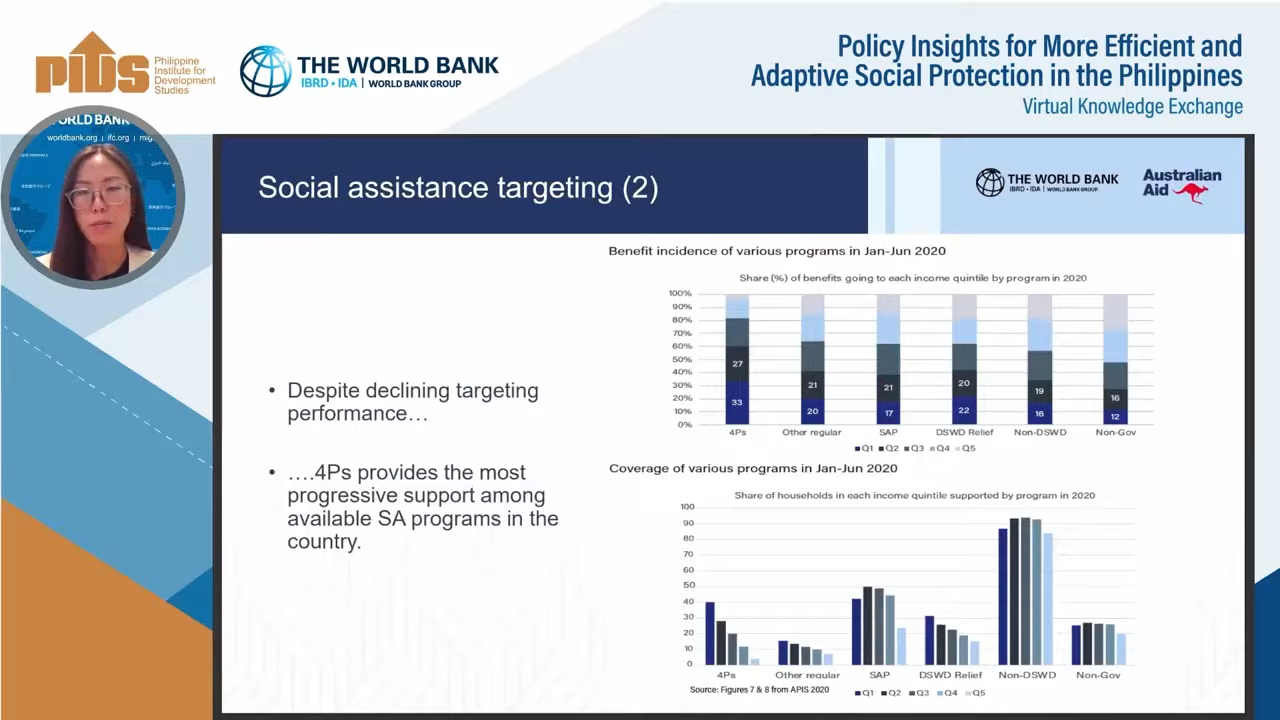 PIDS
Philippine
Institute for
Development
Studies
THE WORLD BANK
IBRD • IDA | WORLD BANK GROUP
Policy Insights for More Efficient and
Adaptive Social Protection in the Philippines
Virtual Knowledge Exchange
WORLD BANK
worldbank.org | ifc.org |
Social assistance targeting (2)
THE WORLD BANK
IBRD • IDA | WORLD BANK GROUP
Australian
Aid
• Despite declining targeting
performance…
• ….4Ps provides the most
progressive support among
available SA programs in the
country.
Benefit incidence of various programs in Jan-Jun 2020
Share (%) of benefits going to each income quintile by program in 2020
100%
90%
80%
70%
60%
50%
40%
30%
20%
10%
0%
27 21 21 20 19 16
33 20 17 22 16 12
4Ps Other regular SAP DSWD Relief Non-DSWD Non-Gov
Q1 Q2 Q3 Q4 Q5
Coverage of various programs in Jan-Jun 2020
Share of households in each income quintile supported by program in 2020
100
90
80
70
60
50
40
30
20
10
0
4Ps Other regular SAP DSWD Relief Non-DSWD Non-Gov
Source: Figures 7 & 8 from APIS 2020
Q1 Q2 Q3 Q4 Q5